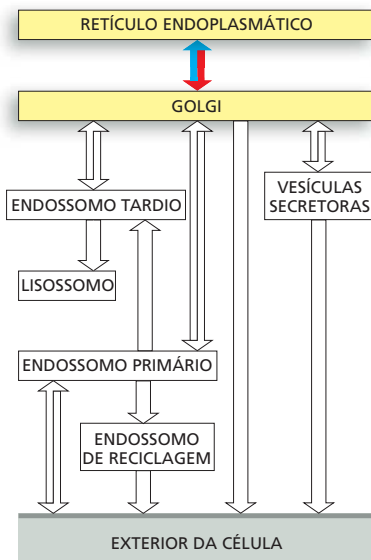 RETÍCULO ENDOPLASMÁTICO
GOLGI
ENDOSSOMO TARDIO
VESÍCULAS
SECRETORAS
LISOSSOMO
ENDOSSOMO PRIMÁRIO
ENDOSSOMO
DE RECICLAGEM
EXTERIOR DA CÉLULA